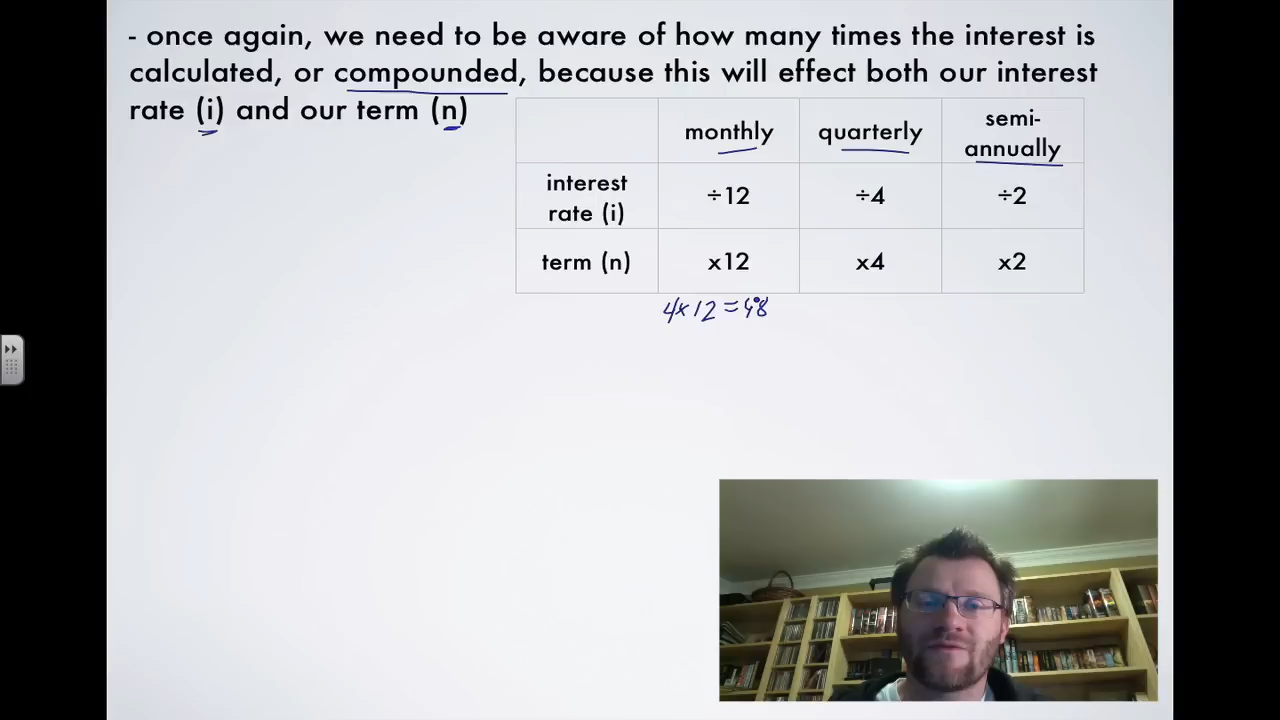 - once again, we need to be aware of how many times the interest is
calculated, or compounded, because this will effect both our interest
rate (i) and our term (n)
monthly quarterly semi-
annually
interest
rate (i) ÷12 ÷4 ÷2
term (n) x12 x4 x2
4x12=48